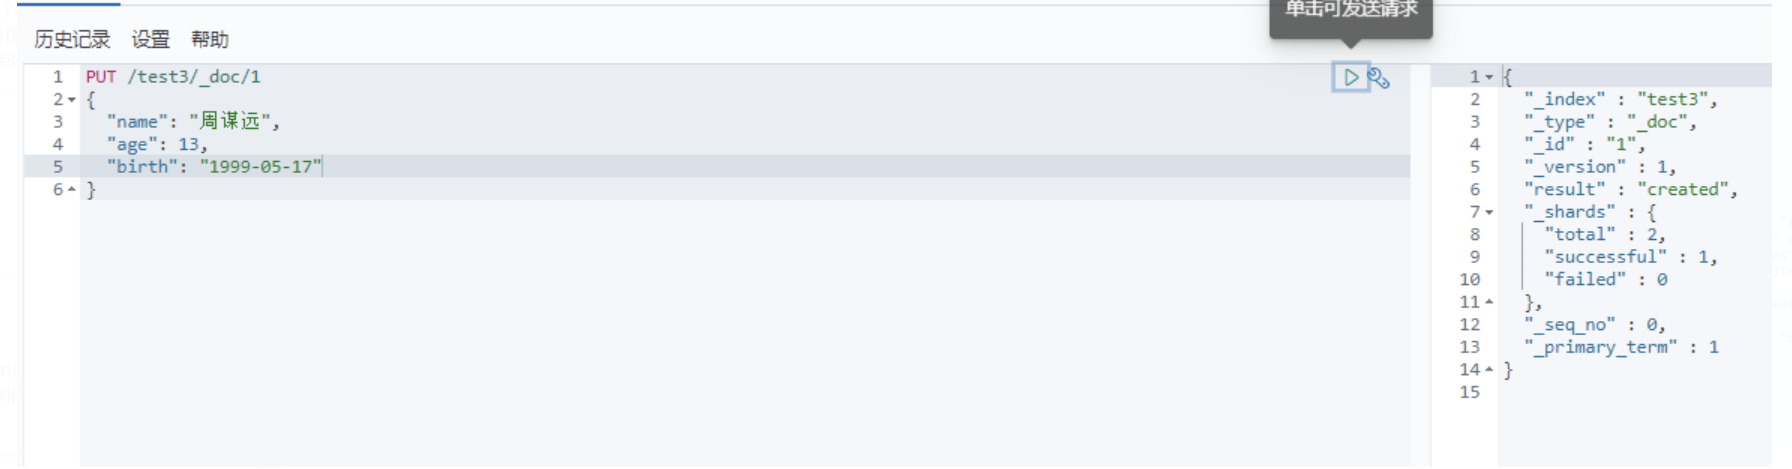 单击可发送请求
历史记录 设置 帮助
1 PUT /test3/_doc/1
2 {
3 "name": "周谋远",
4 "age": 13,
5 "birth": "1999-05-17"
6 }
1 {
2 "_index" : "test3",
3 "_type" : "_doc",
4 "_id" : "1",
5 "_version" : 1,
6 "result" : "created",
7 "_shards" : {
8 "total" : 2,
9 "successful" : 1,
10 "failed" : 0
11 },
12 "_seq_no" : 0,
13 "_primary_term" : 1
14 }
15